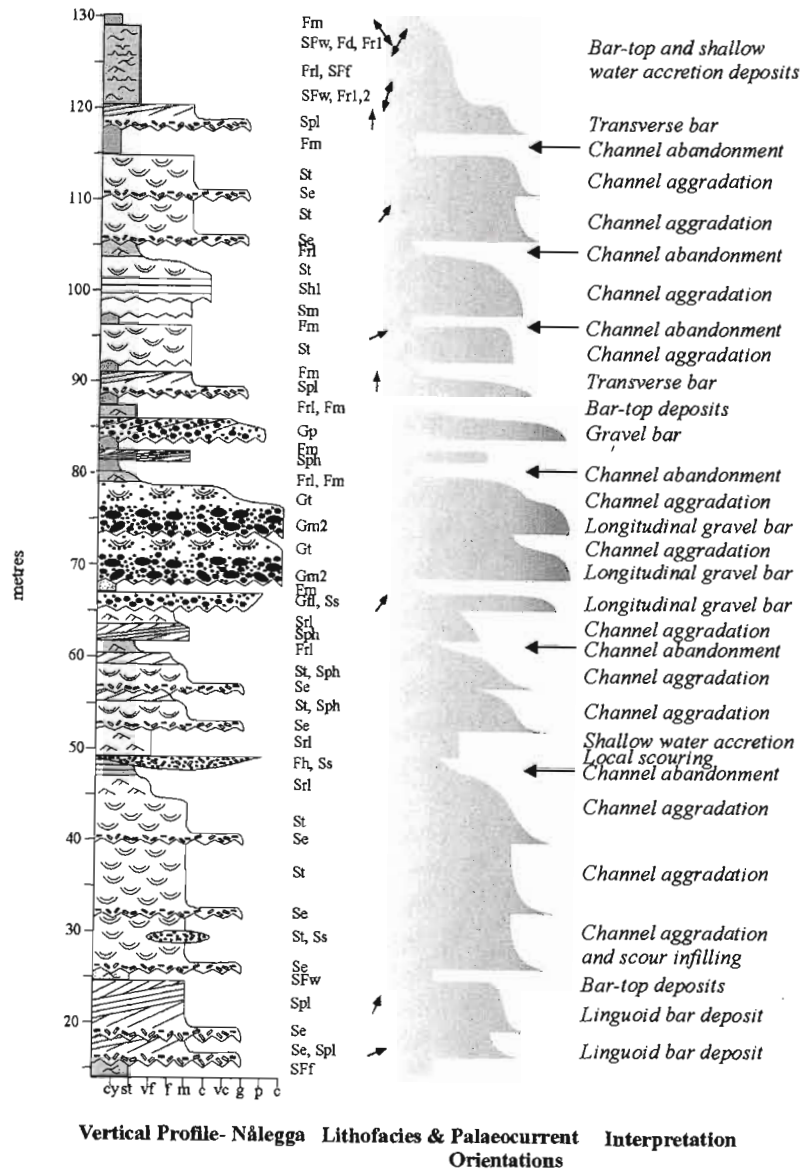 130
Fm
SFw, Fd, Fr1
Bar-top and shallow
water accretion deposits
Frl, SFf
SFw, Fr1,2
120
Spl
Transverse bar
Fm
Channel abandonment
St
Channel aggradation
110
Se
St
Channel aggradation
Se
Frl
Channel abandonment
St
100
Shl
Channel aggradation
Sm
Fm
Channel abandonment
St
Channel aggradation
90
Fm
Spl
Transverse bar
Frl, Fm
Bar-top deposits
Gp
Gravel bar
Fm
Sph
80
Channel abandonment
Frl, Fm
Gt
Channel aggradation
Gm2
Longitudinal gravel bar
Gt
Channel aggradation
metres
70
Gm2
Longitudinal gravel bar
Fm
Gfl, Ss
Longitudinal gravel bar
Srl
Channel aggradation
Sph
60
Frl
Channel abandonment
St, Sph
Channel aggradation
Se
St, Sph
Channel aggradation
Se
Srl
Shallow water accretion
50
Local scouring
Fh, Ss
Channel abandonment
Srl
Channel aggradation
St
40
Se
St
Channel aggradation
Se
30
St, Ss
Channel aggradation
and scour infilling
Se
SFw
Bar-top deposits
Spl
20
Linguoid bar deposit
Se
Se, Spl
Linguoid bar deposit
SFf
cy st vf f m c vc g p c
Vertical Profile- Nålegga Lithofacies & Palaeocurrent Interpretation
Orientations